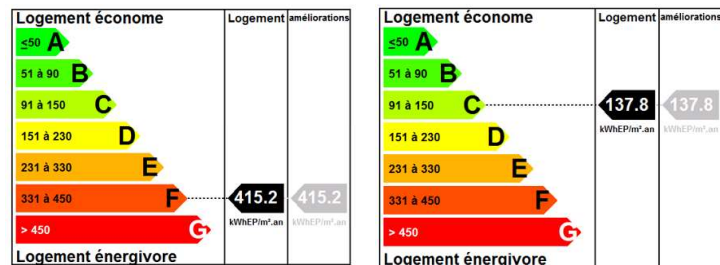 Logement économe Logement améliorations
≤50 A
51 à 90 B
91 à 150 C
151 à 230 D
231 à 330 E
331 à 450 F 415.2 415.2
kWhEP/m².an kWhEP/m².an
> 450 G
Logement énergivore
Logement économe Logement améliorations
≤50 A
51 à 90 B
91 à 150 C 137.8 137.8
kWhEP/m².an kWhEP/m².an
151 à 230 D
231 à 330 E
331 à 450 F
> 450 G
Logement énergivore